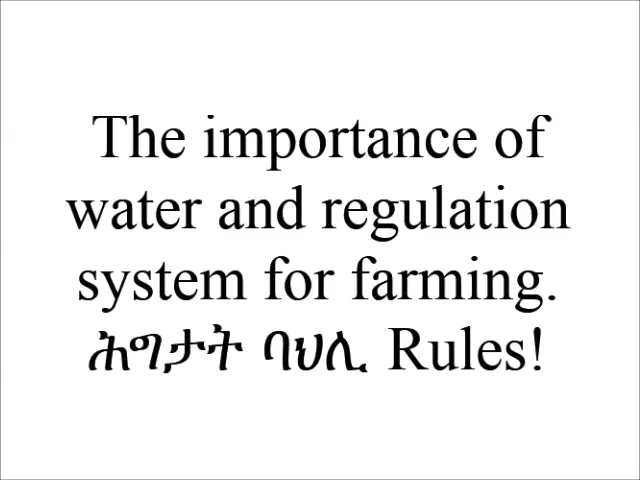 The importance of
water and regulation
system for farming.
ሕግታት ባህሊ Rules!